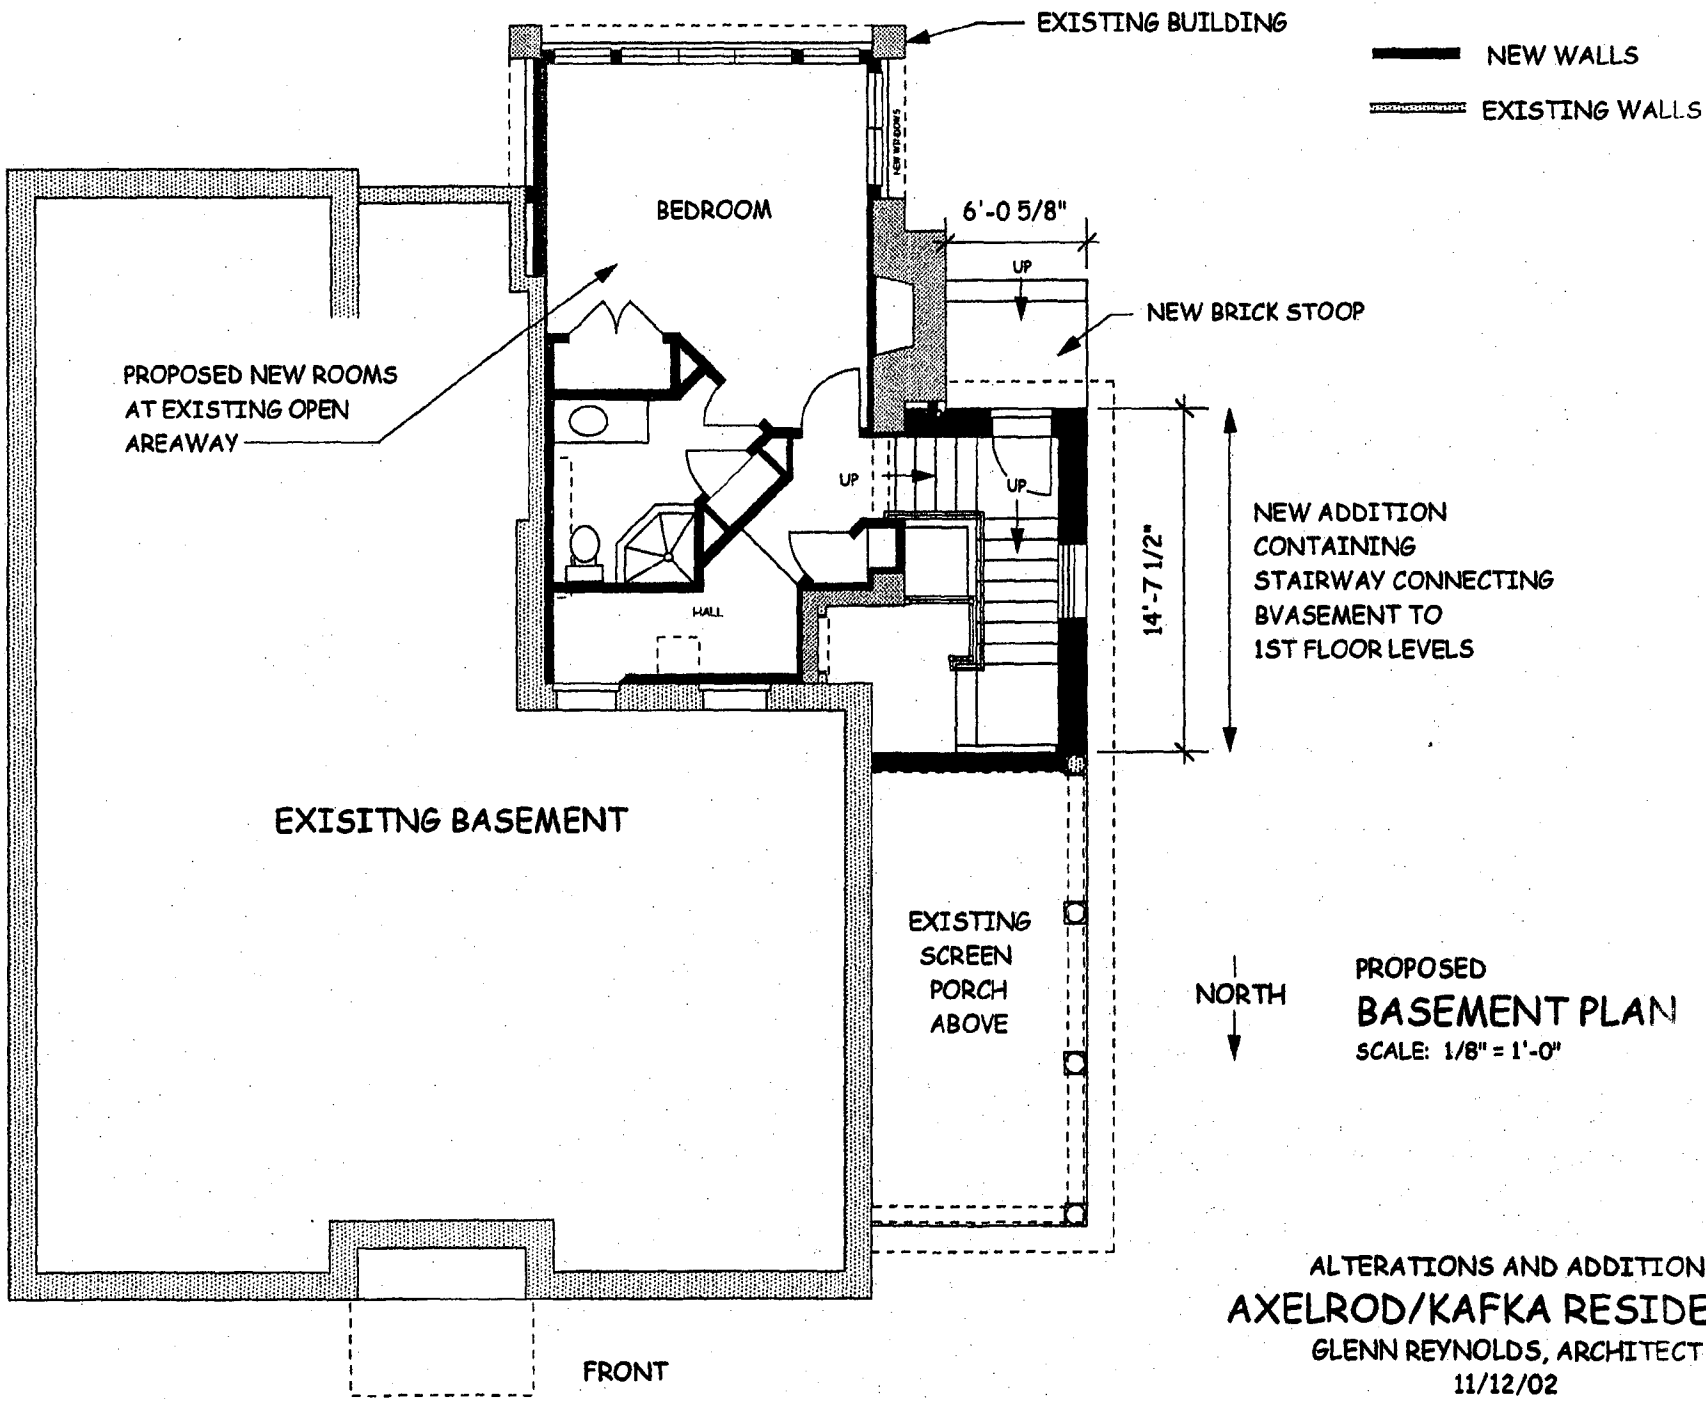 EXISTING BUILDING
NEW WALLS
EXISTING WALLS
NEW WINDOWS
BEDROOM
6'-0 5/8"
UP
NEW BRICK STOOP
PROPOSED NEW ROOMS
AT EXISTING OPEN
AREAWAY
UP
UP
NEW ADDITION
CONTAINING
STAIRWAY CONNECTING
BVASEMENT TO
1ST FLOOR LEVELS
14'-7 1/2"
HALL
EXISITNG BASEMENT
EXISTING
SCREEN
PORCH
ABOVE
NORTH
PROPOSED
BASEMENT PLAN
SCALE: 1/8" = 1'-0"
ALTERATIONS AND ADDITION
AXELROD/KAFKA RESIDE
GLENN REYNOLDS, ARCHITECT
11/12/02
FRONT